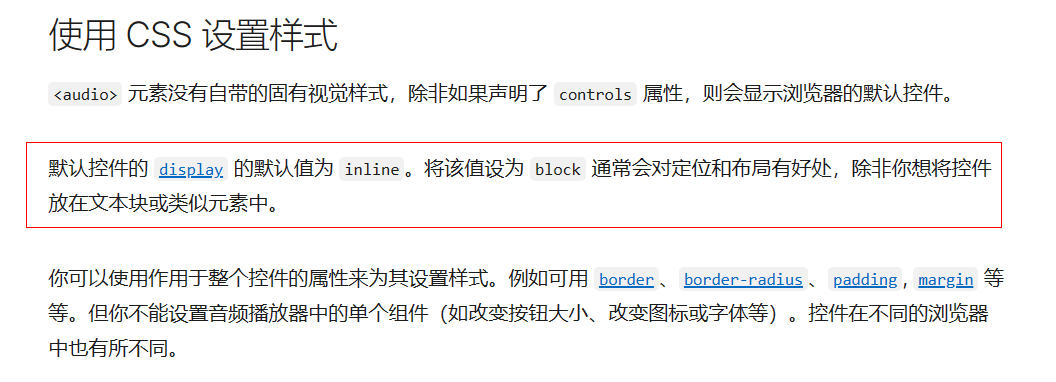 使用 CSS 设置样式
<audio> 元素没有自带的固有视觉样式，除非如果声明了 controls 属性，则会显示浏览器的默认控件。
默认控件的 display 的默认值为 inline。将该值设为 block 通常会对定位和布局有好处，除非你想将控件
放在文本块或类似元素中。
你可以使用作用于整个控件的属性来为其设置样式。例如可用 border、border-radius、padding, margin 等
等。但你不能设置音频播放器中的单个组件（如改变按钮大小、改变图标或字体等）。控件在不同的浏览器
中也有所不同。